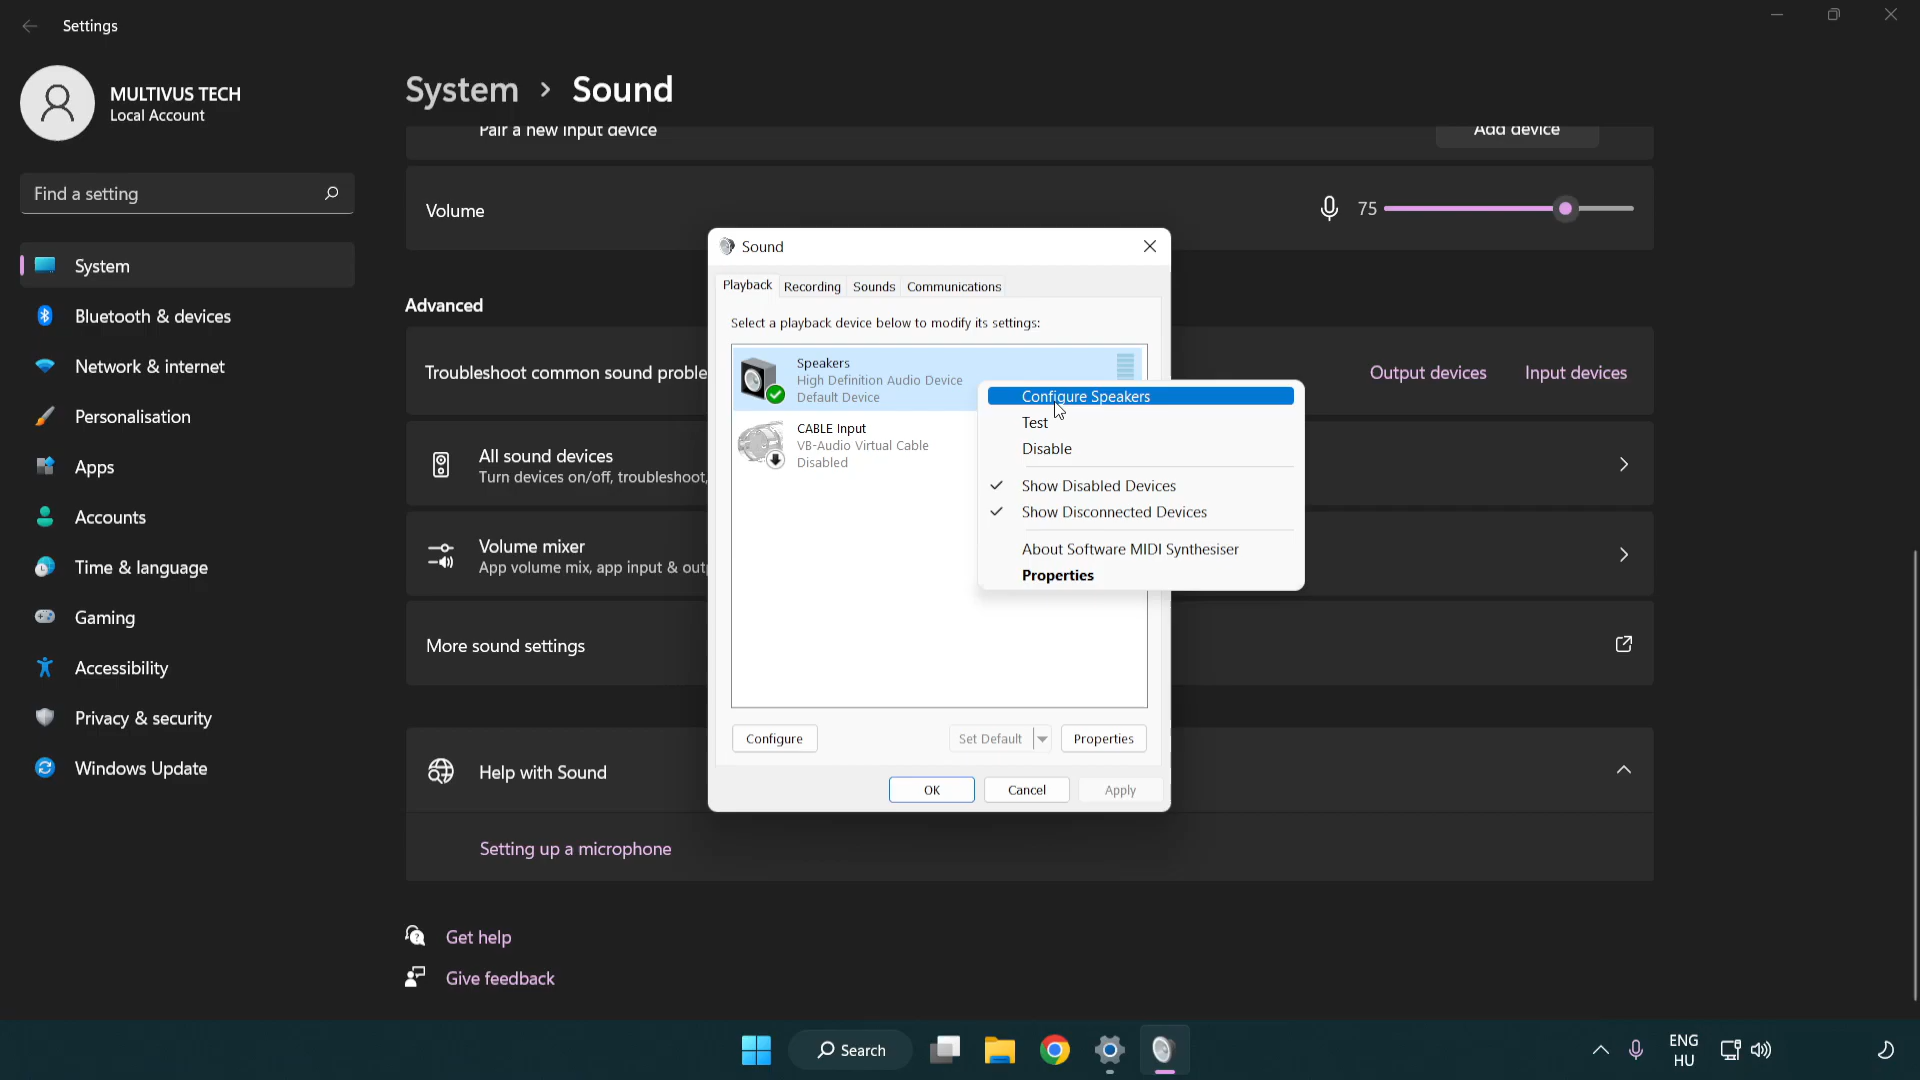 Settings
MULTIVUS TECH
Local Account
Find a setting
System
Bluetooth & devices
Network & internet
Personalisation
Apps
Accounts
Time & language
Gaming
Accessibility
Privacy & security
Windows Update
System › Sound
Pair a new input device
Add device
Volume
75
Advanced
Troubleshoot common sound proble
Output devices
Input devices
All sound devices
Turn devices on/off, troubleshoot,
Volume mixer
App volume mix, app input & outp
More sound settings
Help with Sound
Setting up a microphone
Get help
Give feedback
Sound
Playback
Recording
Sounds
Communications
Select a playback device below to modify its settings:
Speakers
High Definition Audio Device
Default Device
CABLE Input
VB-Audio Virtual Cable
Disabled
Configure Speakers
Test
Disable
Show Disabled Devices
Show Disconnected Devices
About Software MIDI Synthesiser
Properties
Configure
Set Default
Properties
OK
Cancel
Apply
Search
ENG
HU